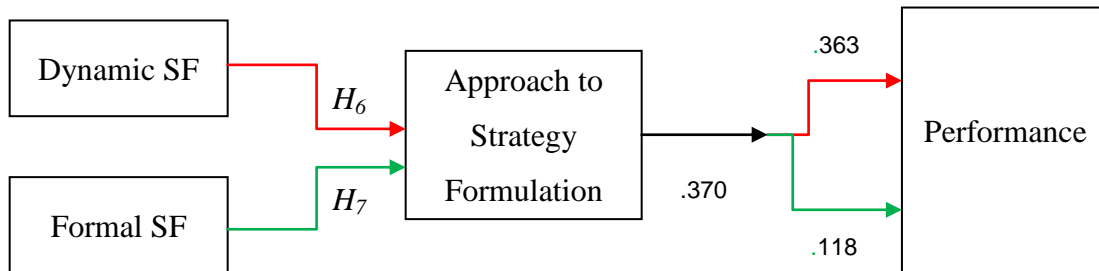 Dynamic SF
H6
Formal SF
H7
Approach to
Strategy
Formulation
.370
.363
.118
Performance